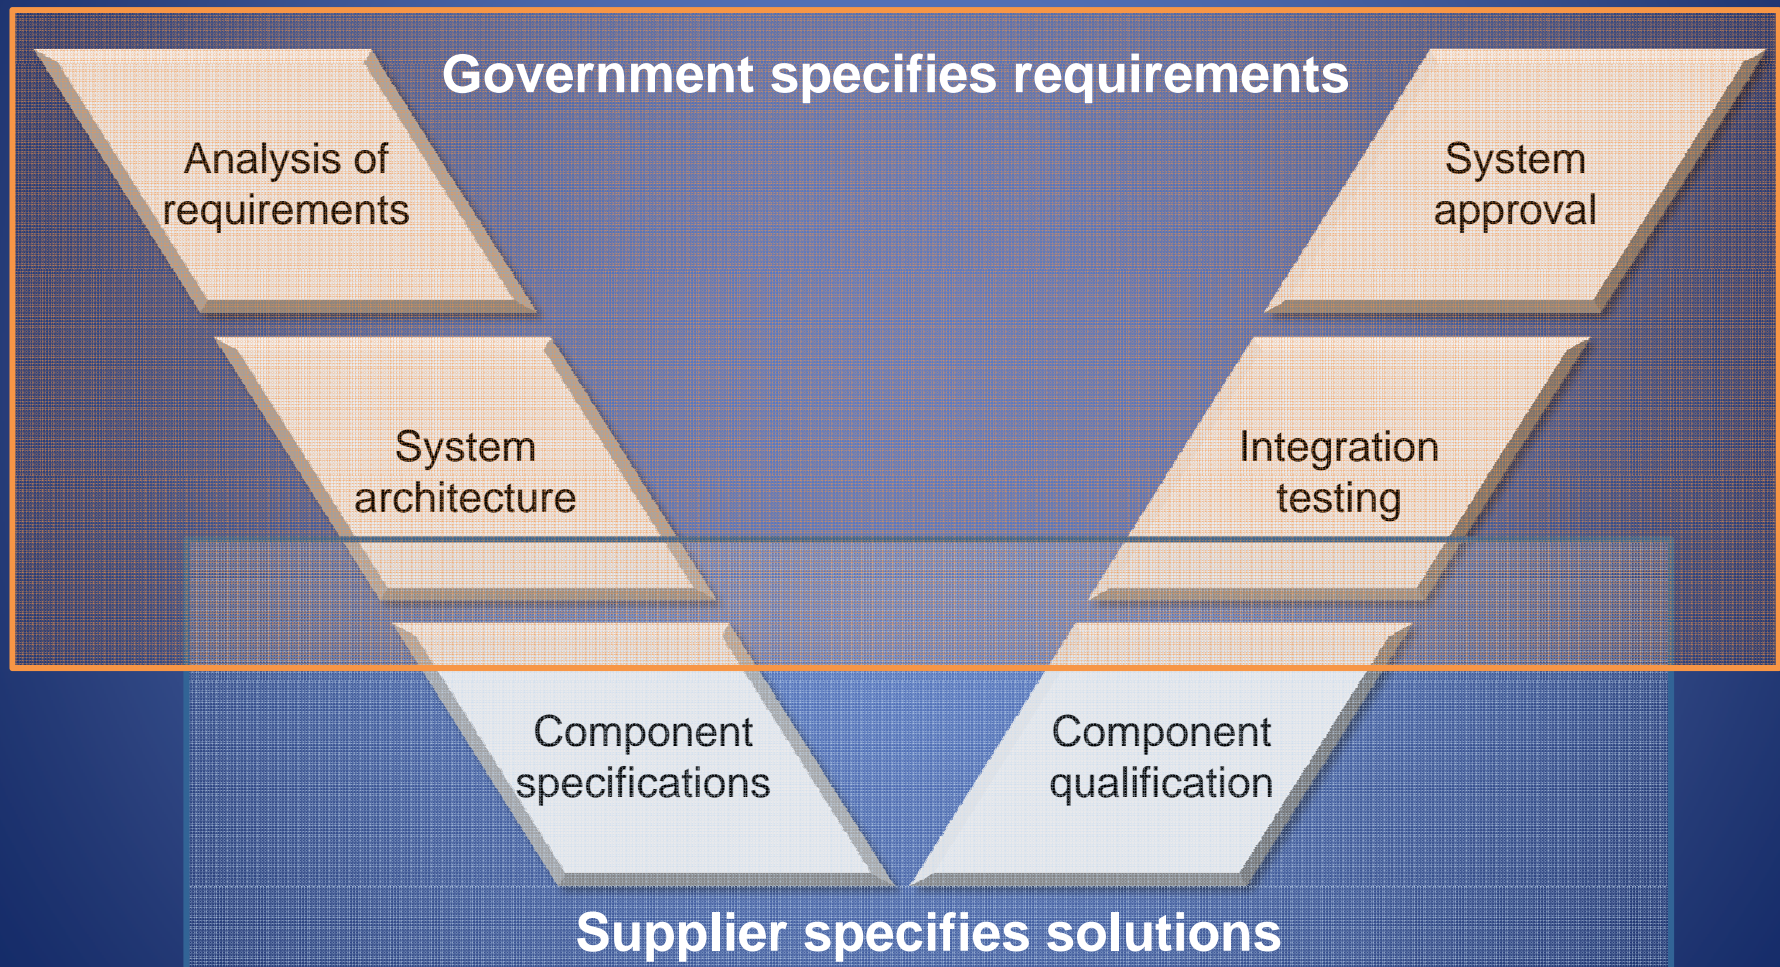 Government specifies requirements
Analysis of
requirements
System
approval
System
architecture
Integration
testing
Component
specifications
Component
qualification
Supplier specifies solutions